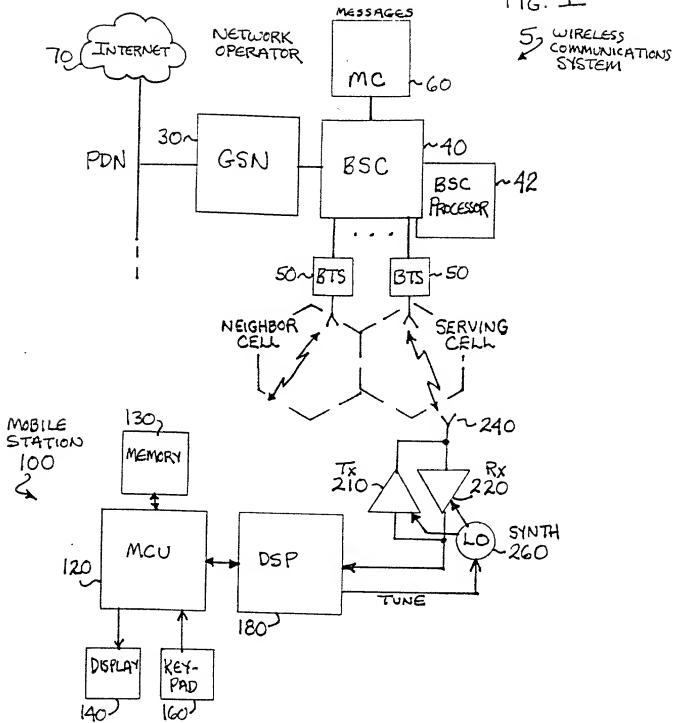 FIG. 1
MESSAGES
5 WIRELESS
COMMUNICATIONS
SYSTEM
NETWORK
OPERATOR
INTERNET
70
MC
60
30
GSN
BSC
40
PDN
BSC
PROCESSOR
42
...
50 BTS
BTS 50
NEIGHBOR
CELL
SERVING
CELL
240
MOBILE
STATION
100
130
MEMORY
Tx
210
Rx
220
LO
SYNTH
260
MCU
120
DSP
180
TUNE
DISPLAY
140
KEY-
PAD
160